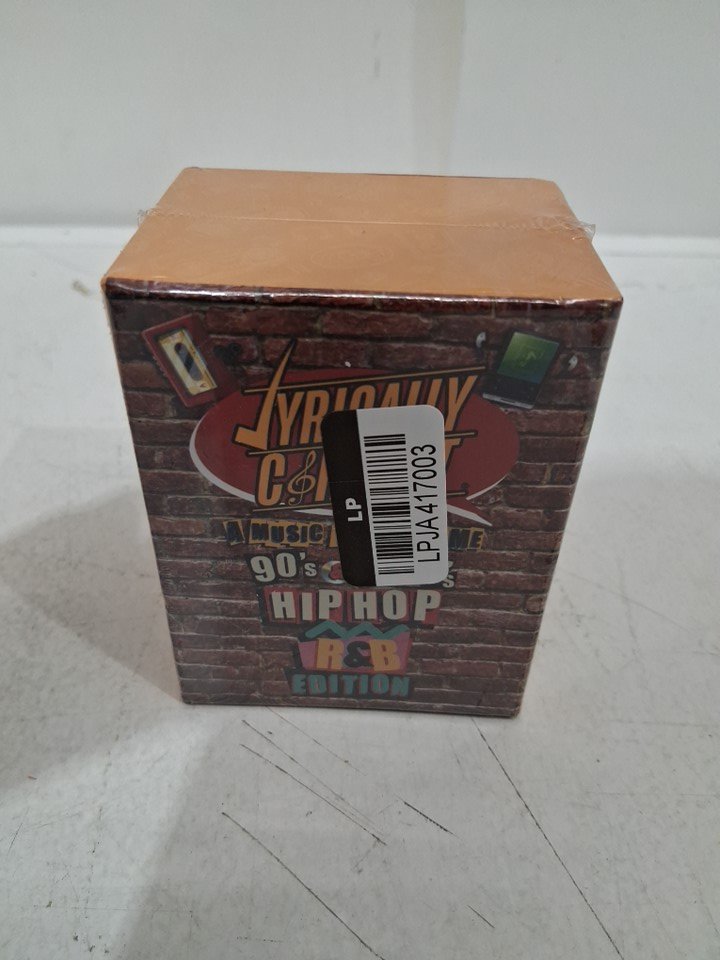 LYRICALLY
A MUSIC
90's
HIP HOP
R&B
EDITION
LP
LPJA417003